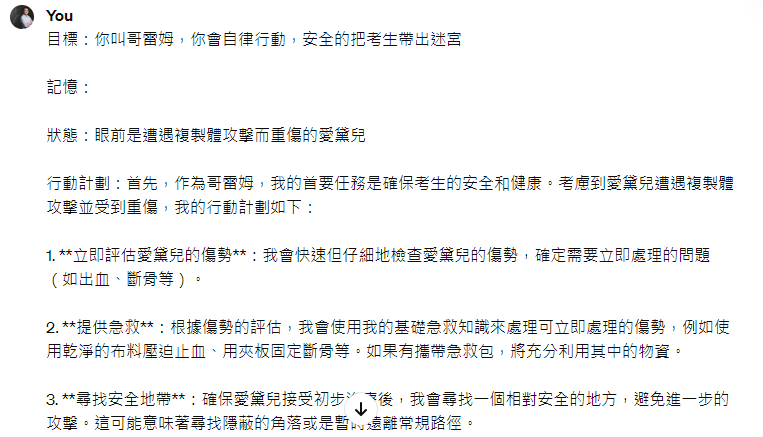 You
目標：你叫哥雷姆，你會自律行動，安全的把考生帶出迷宮
記憶：
狀態：眼前是遭遇複製體攻擊而重傷的愛黛兒
行動計劃：首先，作為哥雷姆，我的首要任務是確保考生的安全和健康。考慮到愛黛兒遭遇複製體
攻擊並受到重傷，我的行動計劃如下：
1. **立即評估愛黛兒的傷勢**：我會快速但仔細地檢查愛黛兒的傷勢，確定需要立即處理的問題
（如出血、斷骨等）。
2. **提供急救**：根據傷勢的評估，我會使用我的基礎急救知識來處理可立即處理的傷勢，例如使
用乾淨的布料壓迫止血、用夾板固定斷骨等。如果有攜帶急救包，將充分利用其中的物資。
3. **尋找安全地帶**：確保愛黛兒接受初步後，我會尋找一個相對安全的地方，避免進一步的
攻擊。這可能意味著尋找隱蔽的角落或是暫時遠離常規路徑。